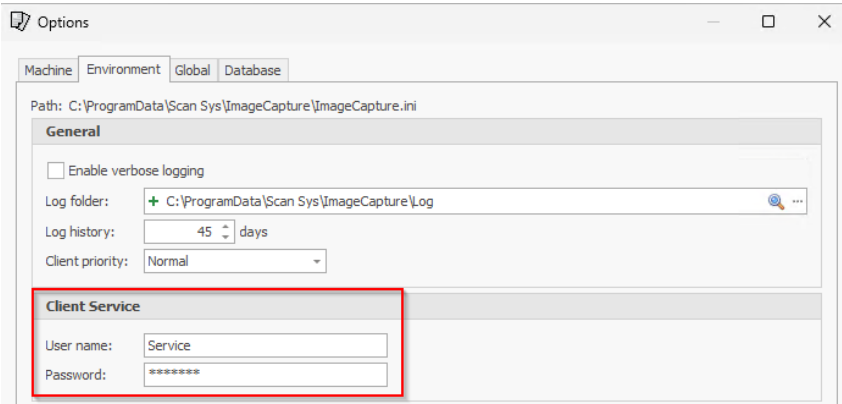 Options
Machine Environment Global Database
Path: C:\ProgramData\Scan Sys\ImageCapture\ImageCapture.ini
General
Enable verbose logging
Log folder: + C:\ProgramData\Scan Sys\ImageCapture\Log ...
Log history: 45 days
Client priority: Normal
Client Service
User name: Service
Password: *******